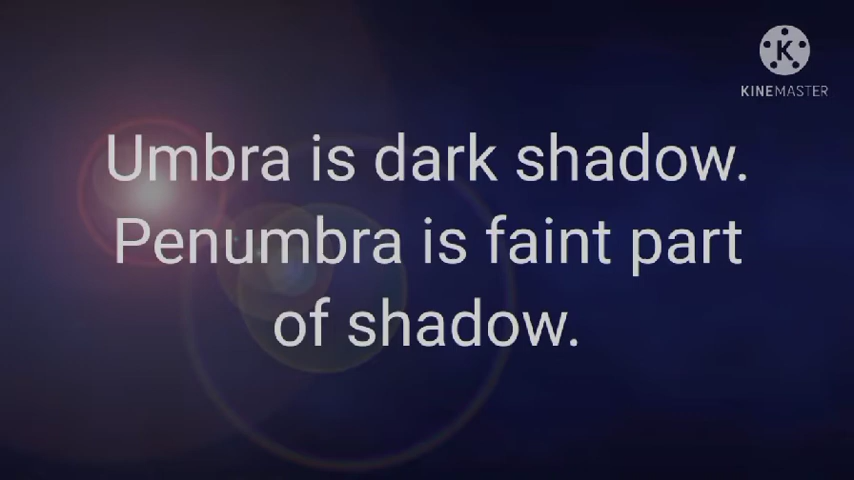 K
KINEMASTER
Umbra is dark shadow.
Penumbra is faint part
of shadow.